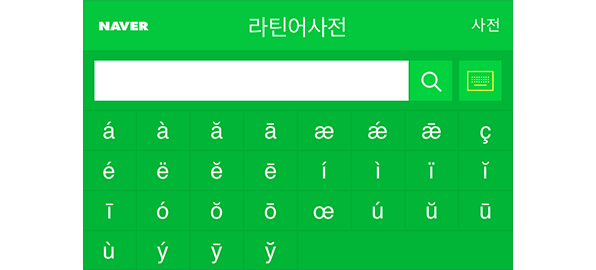 NAVER 라틴어사전 사전
á à ă ā æ ǽ ǣ ç
é ë ĕ ē í ì ï ĭ
ī ó ŏ ō œ ú ŭ ū
ù ý ȳ y̆